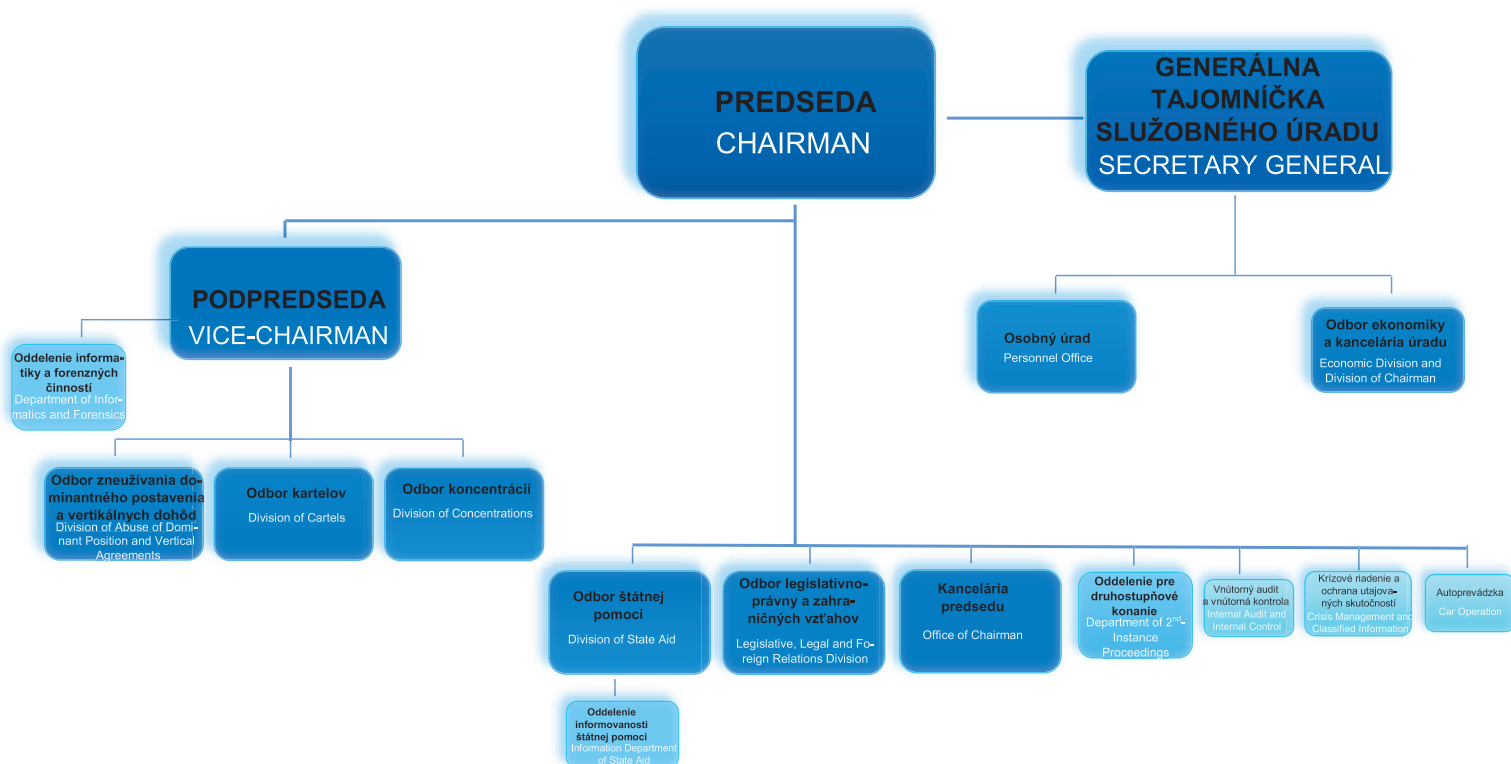 PREDSEDA
CHAIRMAN
GENERÁLNA
TAJOMNÍČKA
SLUŽOBNÉHO ÚRADU
SECRETARY GENERAL
PODPREDSEDA
VICE-CHAIRMAN
Oddelenie informa-
tiky a forenzných
činností
Department of Infor-
matics and Forensics
Osobný úrad
Personnel Office
Odbor ekonomiky
a kancelária úradu
Economic Division and
Division of Chairman
Odbor zneužívania do-
minantného postavenia
a vertikálnych dohôd
Division of Abuse of Domi-
nant Position and Vertical
Agreements
Odbor kartelov
Division of Cartels
Odbor koncentrácií
Division of Concentrations
Odbor štátnej
pomoci
Division of State Aid
Odbor legislatívno-
právny a zahra-
ničných vzťahov
Legislative, Legal and Fo-
reign Relations Division
Kancelária
predsedu
Office of Chairman
Oddelenie pre
druhostupňové
konanie
Department of 2nd-
Instance
Proceedings
Vnútorný audit
a vnútorná kontrola
Internal Audit and
Internal Control
Krízové riadenie a
ochrana utajova-
ných skutočností
Crisis Management and
Classified Information
Autoprevádzka
Car Operation
Oddelenie
informovanosti
štátnej pomoci
Information Department
of State Aid